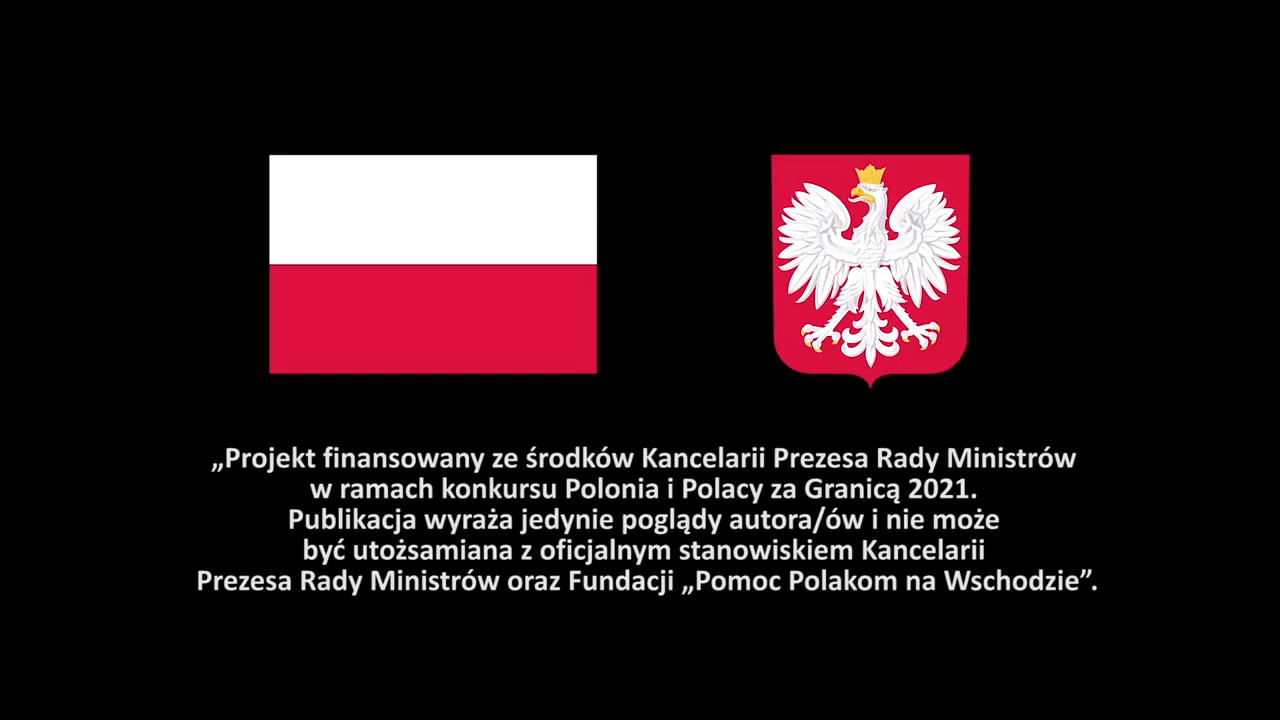 „Projekt finansowany ze środków Kancelarii Prezesa Rady Ministrów
w ramach konkursu Polonia i Polacy za Granicą 2021.
Publikacja wyraża jedynie poglądy autora/ów i nie może
być utożsamiana z oficjalnym stanowiskiem Kancelarii
Prezesa Rady Ministrów oraz Fundacji „Pomoc Polakom na Wschodzie”.